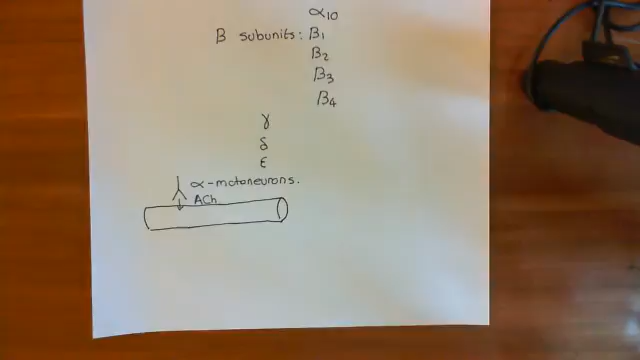 α10
β subunits: β1
β2
β3
β4
γ
δ
ε
α-motoneurons.
ACh